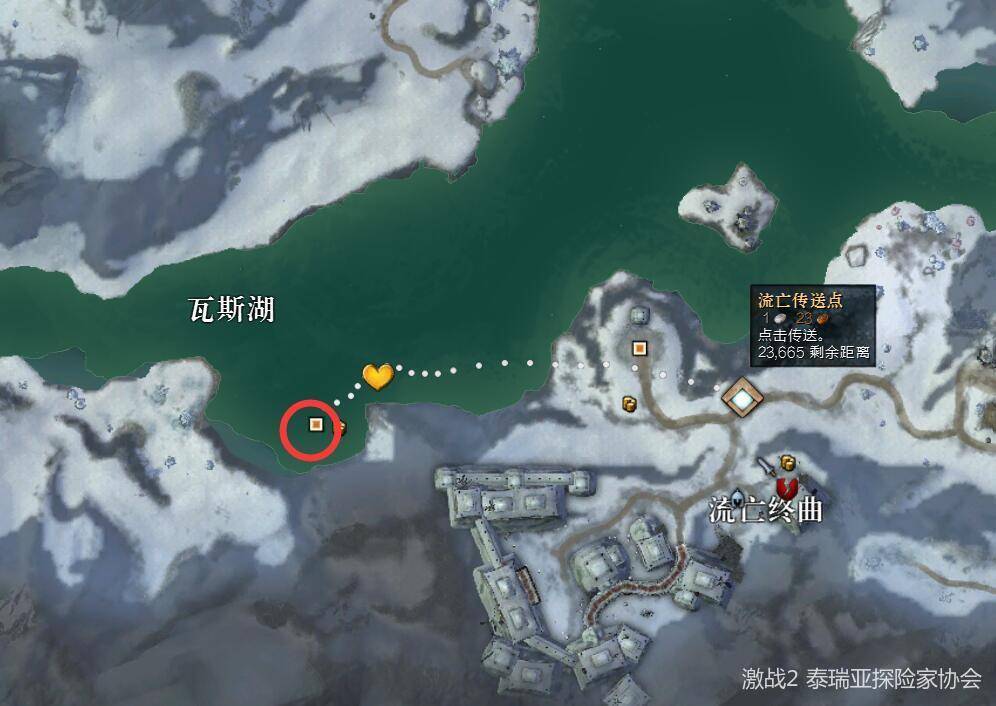 瓦斯湖
流亡传送点
1 23
点击传送。
23,665 剩余距离
流亡终曲
激战2 泰瑞亚探险家协会